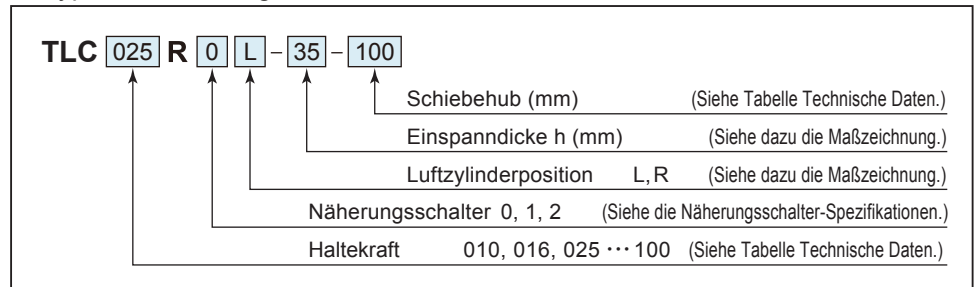 TLC 025 R 0 L – 35 – 100
Schiebehub (mm) (Siehe Tabelle Technische Daten.)
Einspanndicke h (mm) (Siehe dazu die Maßzeichnung.)
Luftzylinderposition L,R (Siehe dazu die Maßzeichnung.)
Näherungsschalter 0, 1, 2 (Siehe die Näherungsschalter-Spezifikationen.)
Haltekraft 010, 016, 025 ··· 100 (Siehe Tabelle Technische Daten.)